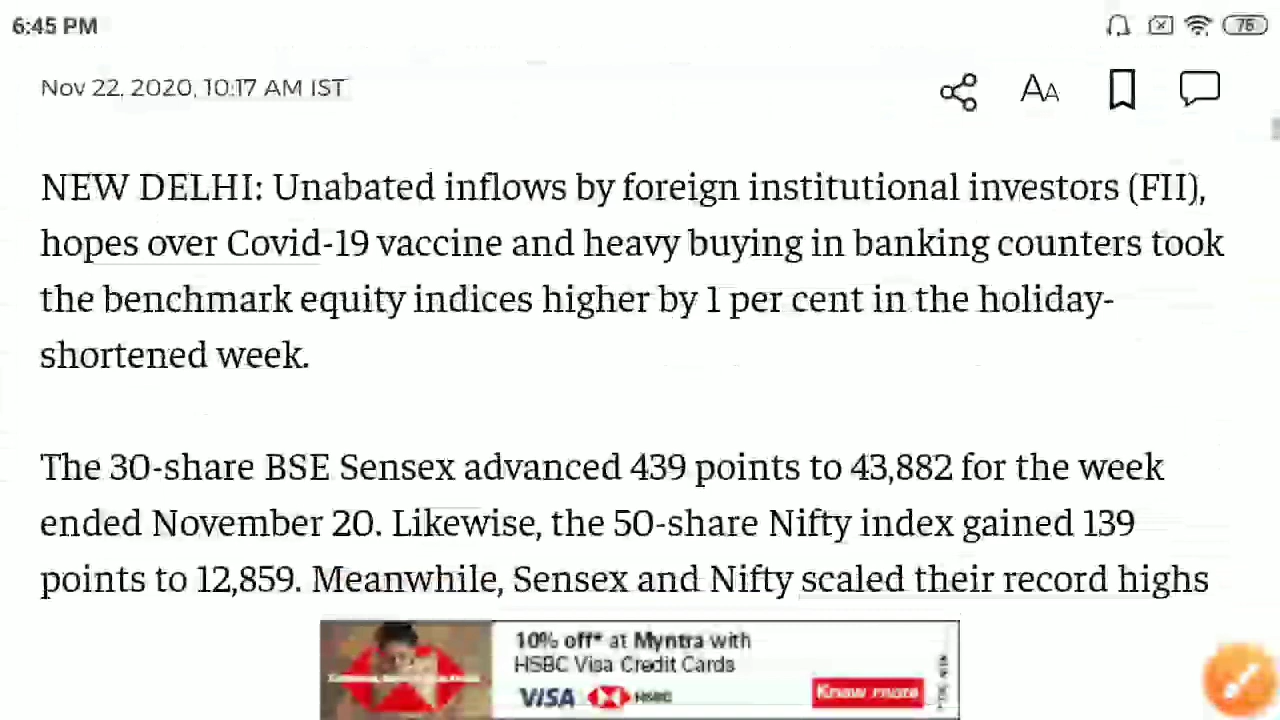 6:45 PM
76
Nov 22, 2020, 10:17 AM IST
AA
NEW DELHI: Unabated inflows by foreign institutional investors (FII),
hopes over Covid-19 vaccine and heavy buying in banking counters took
the benchmark equity indices higher by 1 per cent in the holiday-
shortened week.
The 30-share BSE Sensex advanced 439 points to 43,882 for the week
ended November 20. Likewise, the 50-share Nifty index gained 139
points to 12,859. Meanwhile, Sensex and Nifty scaled their record highs
10% off* at Myntra with
HSBC Visa Credit Cards
VISA HSBC
Know more